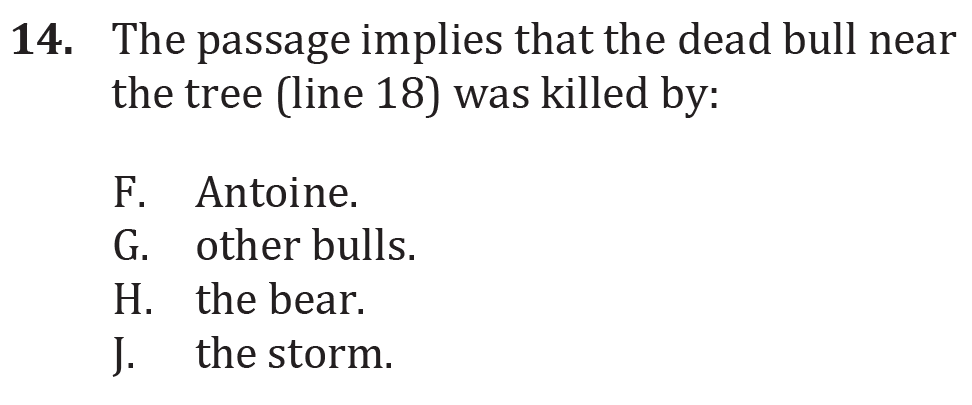 14. The passage implies that the dead bull near
the tree (line 18) was killed by:
F. Antoine.
G. other bulls.
H. the bear.
J. the storm.